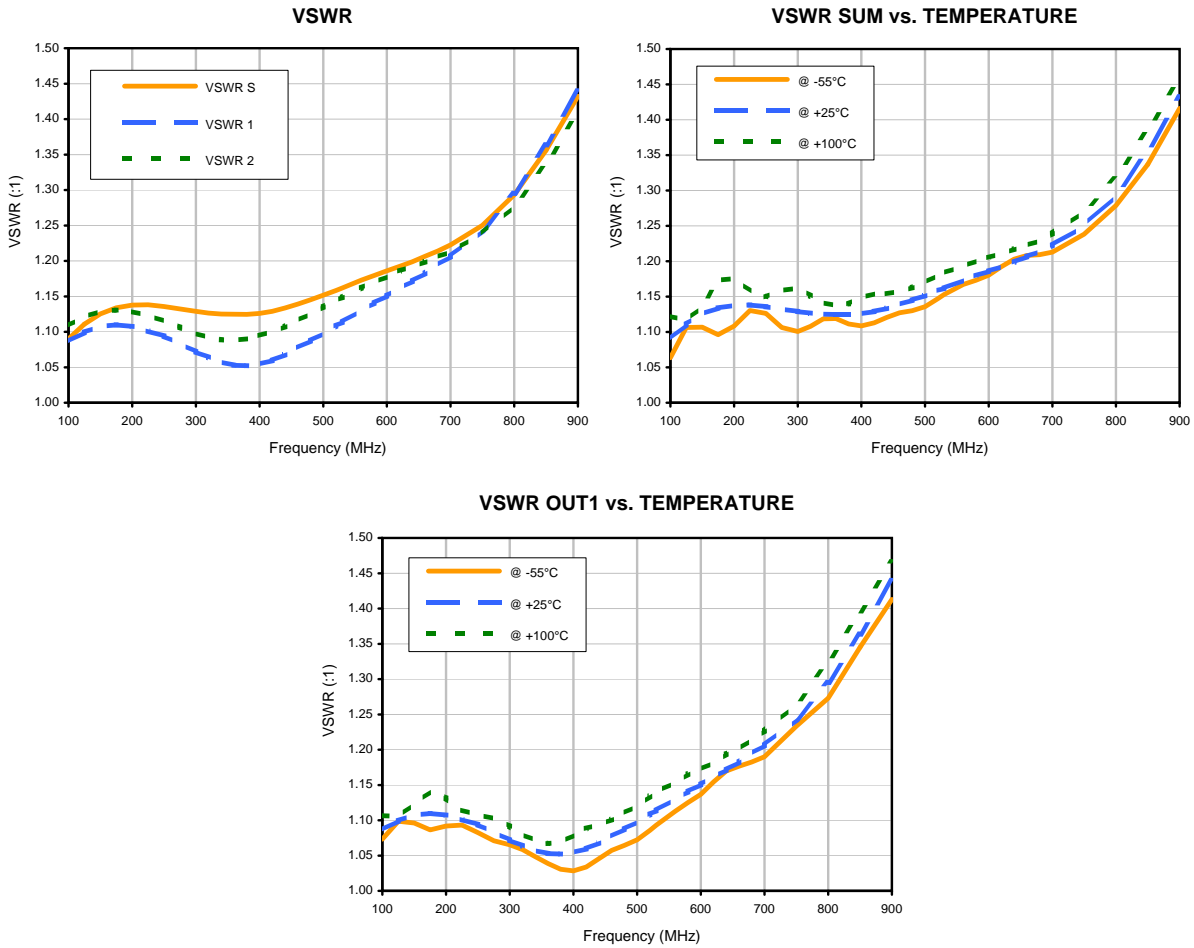 VSWR
1.50
1.45
1.40
1.35
1.30
1.25
1.20
1.15
1.10
1.05
1.00
VSWR (:1)
VSWR S
VSWR 1
VSWR 2
100 200 300 400 500 600 700 800 900
Frequency (MHz)
VSWR SUM vs. TEMPERATURE
1.50
1.45
1.40
1.35
1.30
1.25
1.20
1.15
1.10
1.05
1.00
VSWR (:1)
@ -55°C
@ +25°C
@ +100°C
100 200 300 400 500 600 700 800 900
Frequency (MHz)
VSWR OUT1 vs. TEMPERATURE
1.50
1.45
1.40
1.35
1.30
1.25
1.20
1.15
1.10
1.05
1.00
VSWR (:1)
@ -55°C
@ +25°C
@ +100°C
100 200 300 400 500 600 700 800 900
Frequency (MHz)